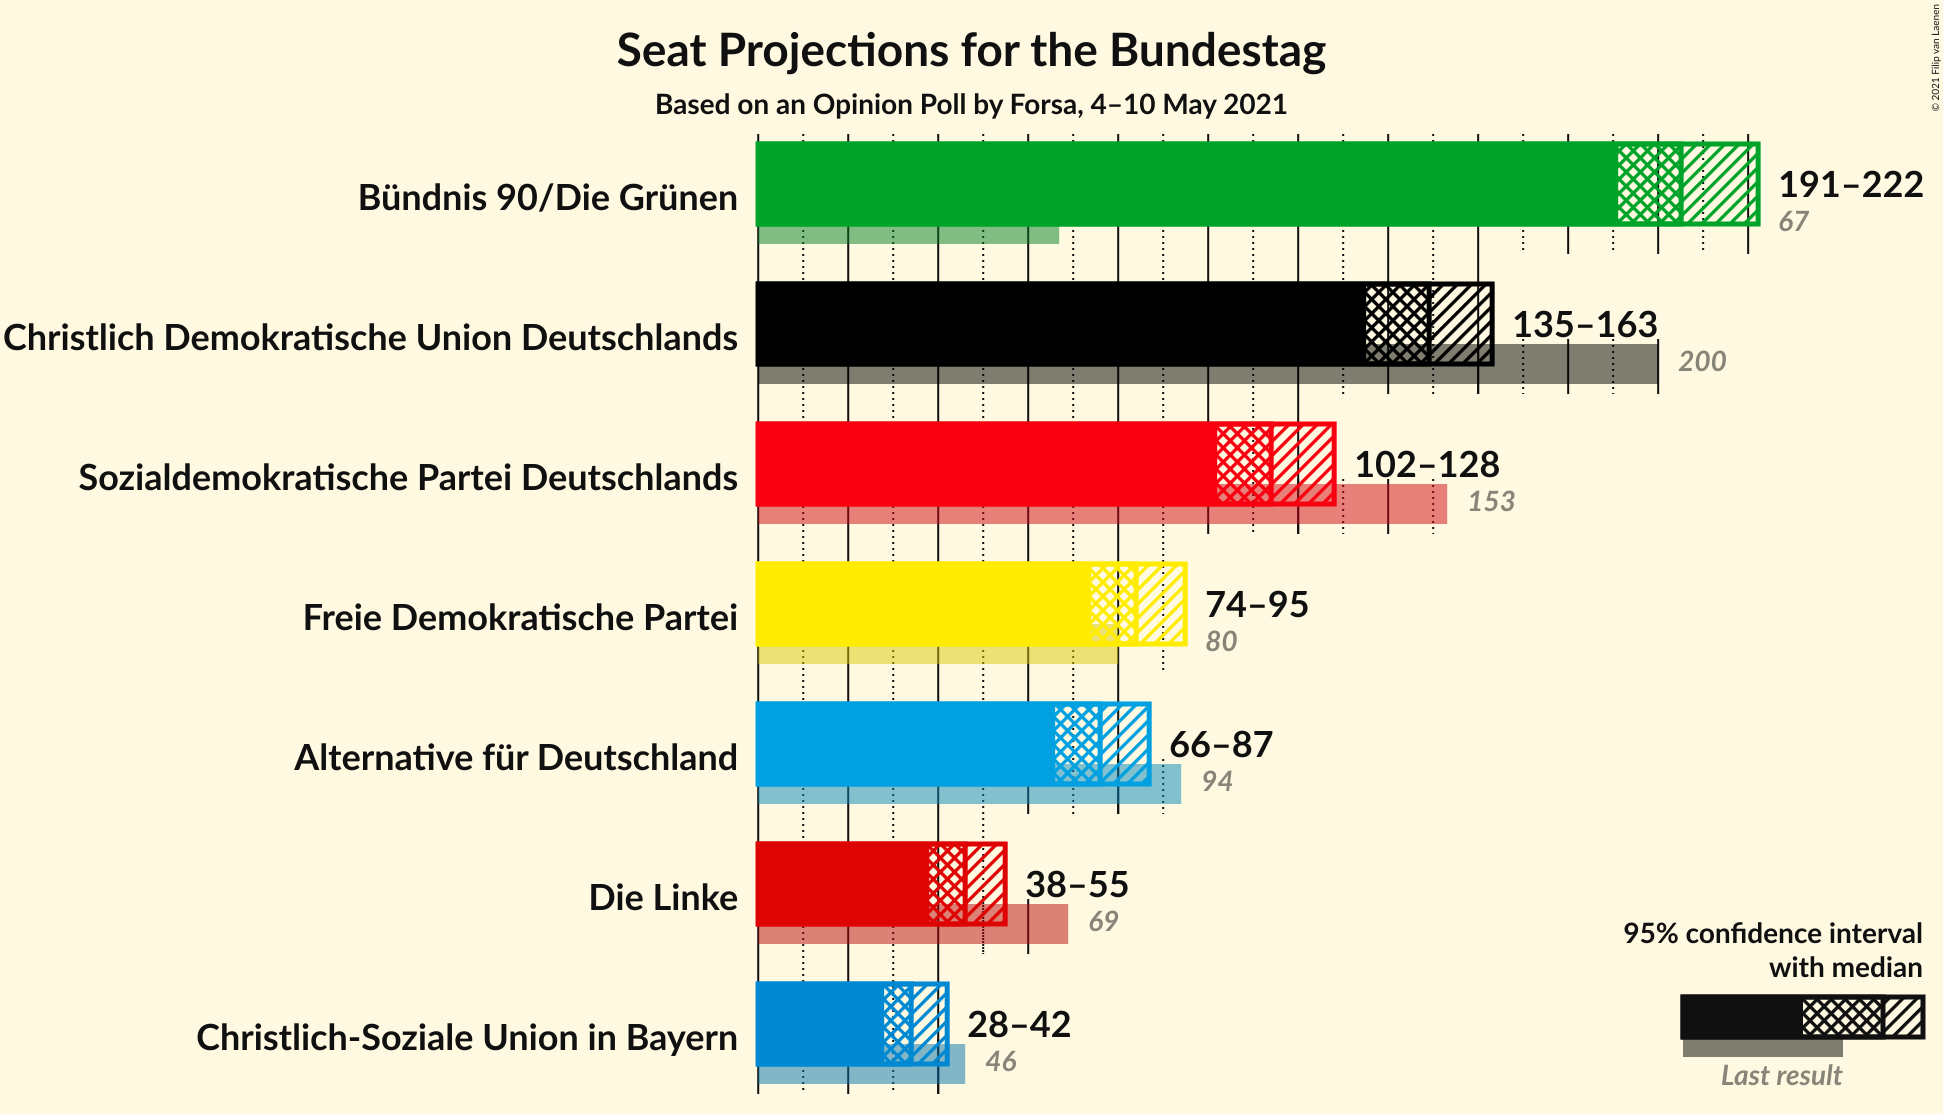 Seat Projections for the Bundestag
Based on an Opinion Poll by Forsa, 4–10 May 2021
© 2021 Filip van Laenen
Bündnis 90/Die Grünen
191–222
67
Christlich Demokratische Union Deutschlands
135–163
200
Sozialdemokratische Partei Deutschlands
102–128
153
Freie Demokratische Partei
74–95
80
Alternative für Deutschland
66–87
94
Die Linke
38–55
69
Christlich-Soziale Union in Bayern
28–42
46
95% confidence interval
with median
Last result